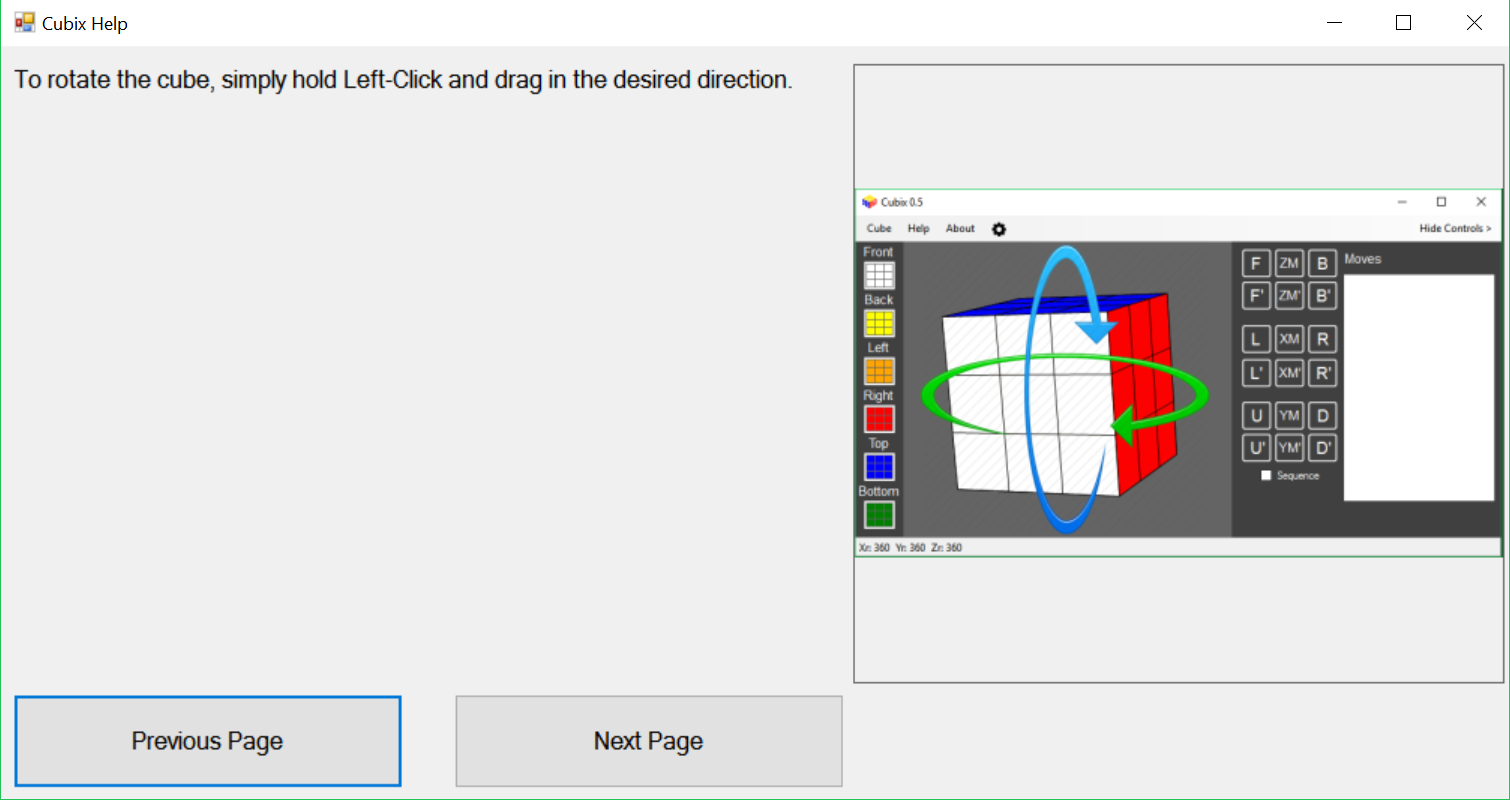 Cubix Help
To rotate the cube, simply hold Left-Click and drag in the desired direction.
Cubix 0.5
Cube Help About
Hide Controls >
Front
Back
Left
Right
Top
Bottom
F ZM B
F' ZM' B'
L XM R
L' XM' R'
U YM D
U' YM' D'
Sequence
Moves
Xr: 360 Yr: 360 Zr: 360
Previous Page
Next Page